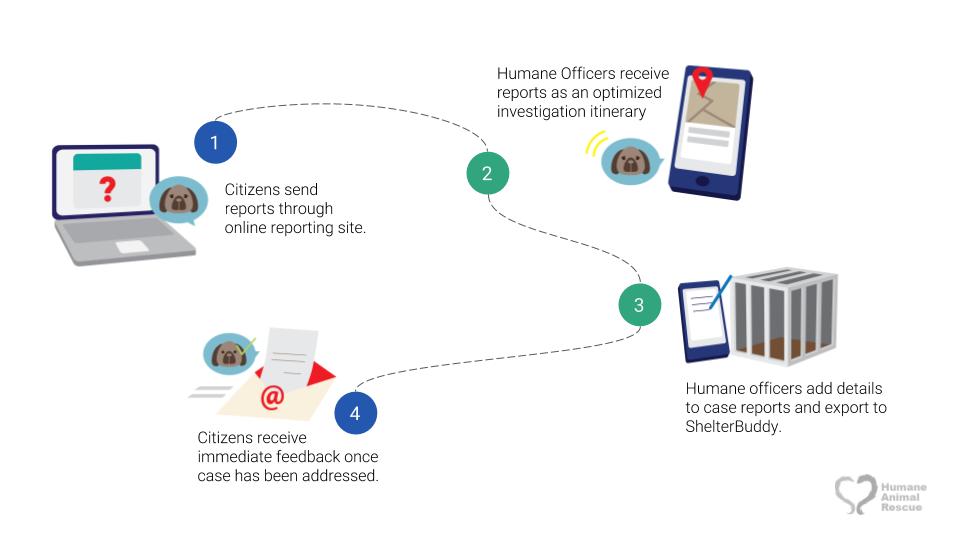 1
Citizens send
reports through
online reporting site.
?
2
Humane Officers receive
reports as an optimized
investigation itinerary
3
Humane officers add details
to case reports and export to
ShelterBuddy.
4
@
Citizens receive
immediate feedback once
case has been addressed.
Humane
Animal
Rescue